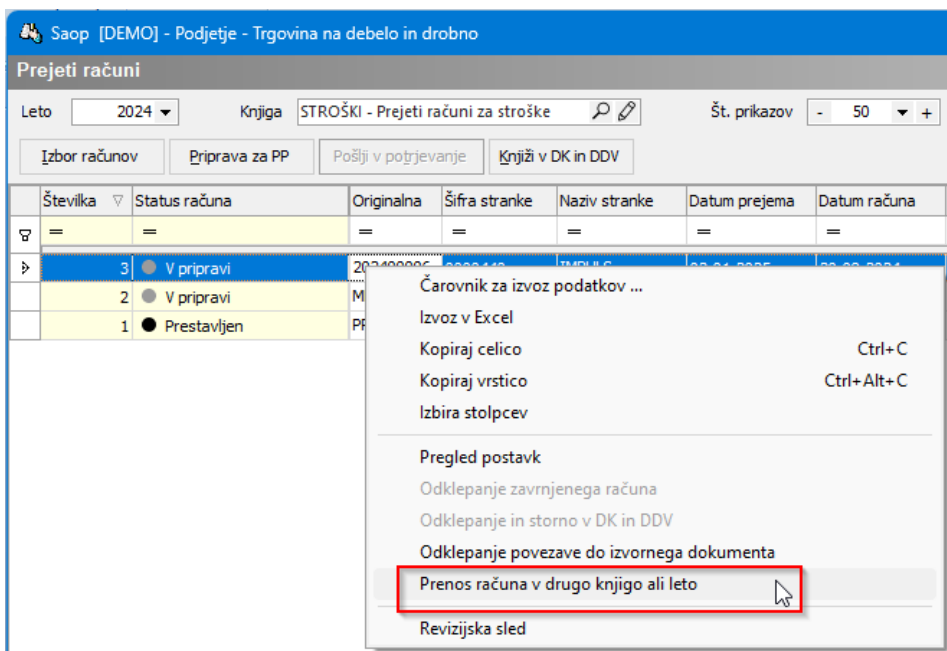 Saop [DEMO] - Podjetje - Trgovina na debelo in drobno
Prejeti računi
Leto 2024 Knjiga STROŠKI - Prejeti računi za stroške Št. prikazov - 50 +
Izbor računov Priprava za PP Pošlji v potrjevanje Knjiži v DK in DDV
Številka Status računa Originalna Šifra stranke Naziv stranke Datum prejema Datum računa
= = = = = = =
3 V pripravi
2 V pripravi
1 Prestavljen
Čarovnik za izvoz podatkov ...
Izvoz v Excel
Kopiraj celico Ctrl+C
Kopiraj vrstico Ctrl+Alt+C
Izbira stolpcev
Pregled postavk
Odklepanje zavrnjenega računa
Odklepanje in storno v DK in DDV
Odklepanje povezave do izvornega dokumenta
Prenos računa v drugo knjigo ali leto
Revizijska sled